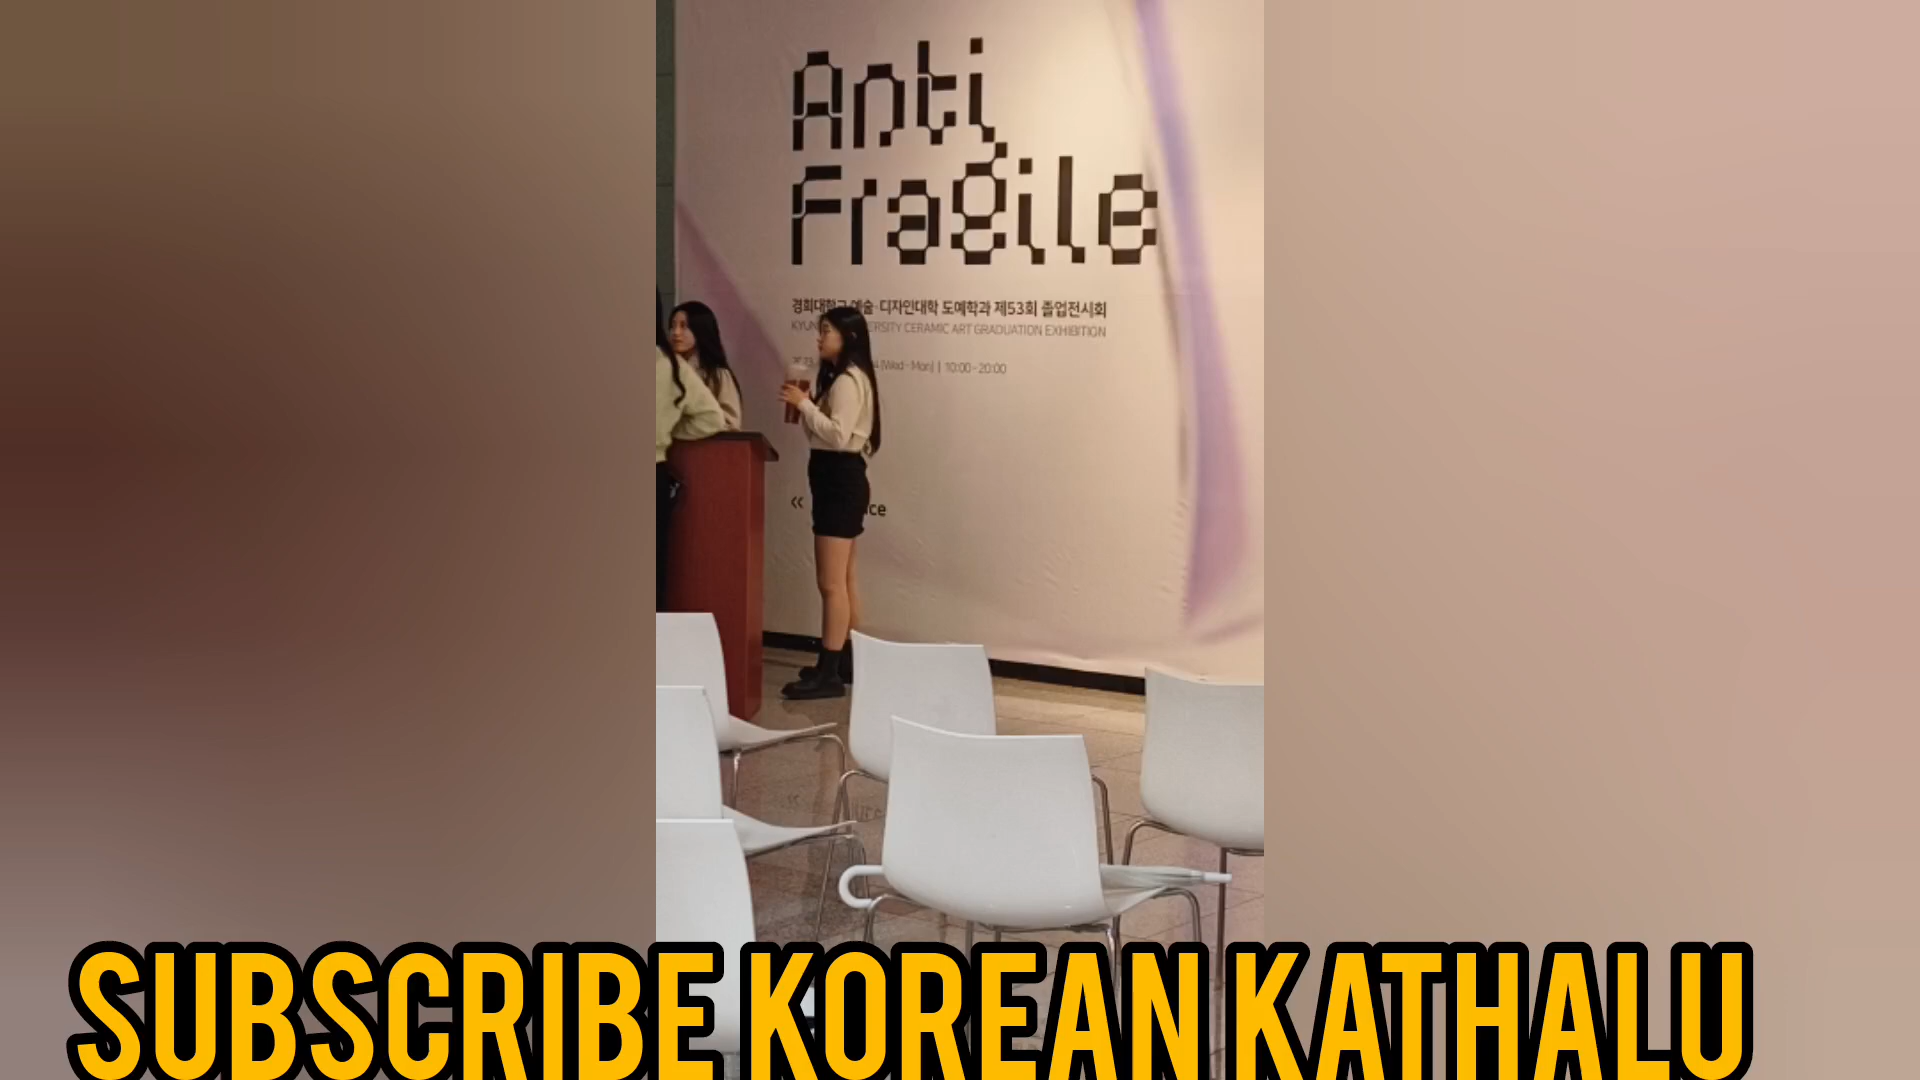 Anti
Fragile
경희대학교 예술·디자인대학 도예학과 제53회 졸업전시회
ERSITY CERAMIC ART GRADUATION EXHIBITION
(Wed-Mon) | 10:00-20:00
<<
SUBSCRIBE KOREAN KATHALU